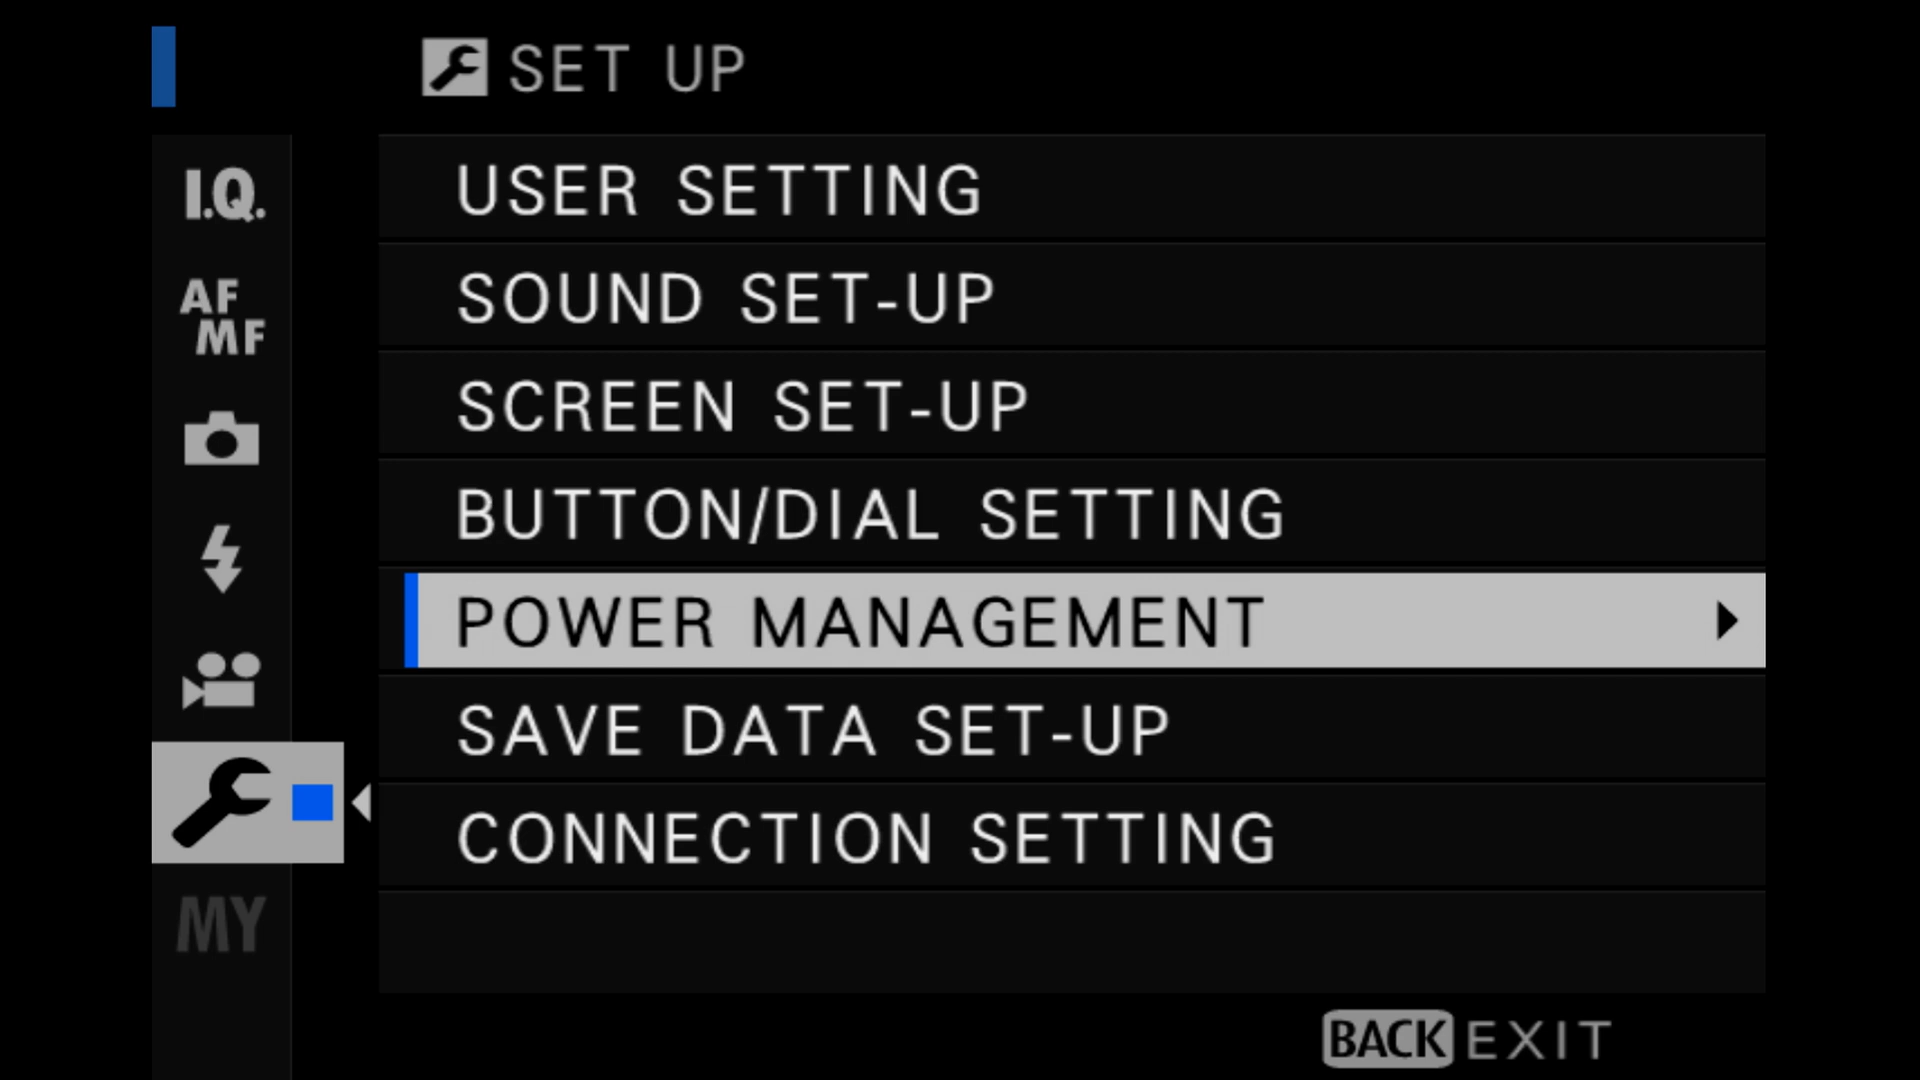 SET UP
I.Q.
AF
MF
MY
USER SETTING
SOUND SET-UP
SCREEN SET-UP
BUTTON/DIAL SETTING
POWER MANAGEMENT
SAVE DATA SET-UP
CONNECTION SETTING
BACK EXIT